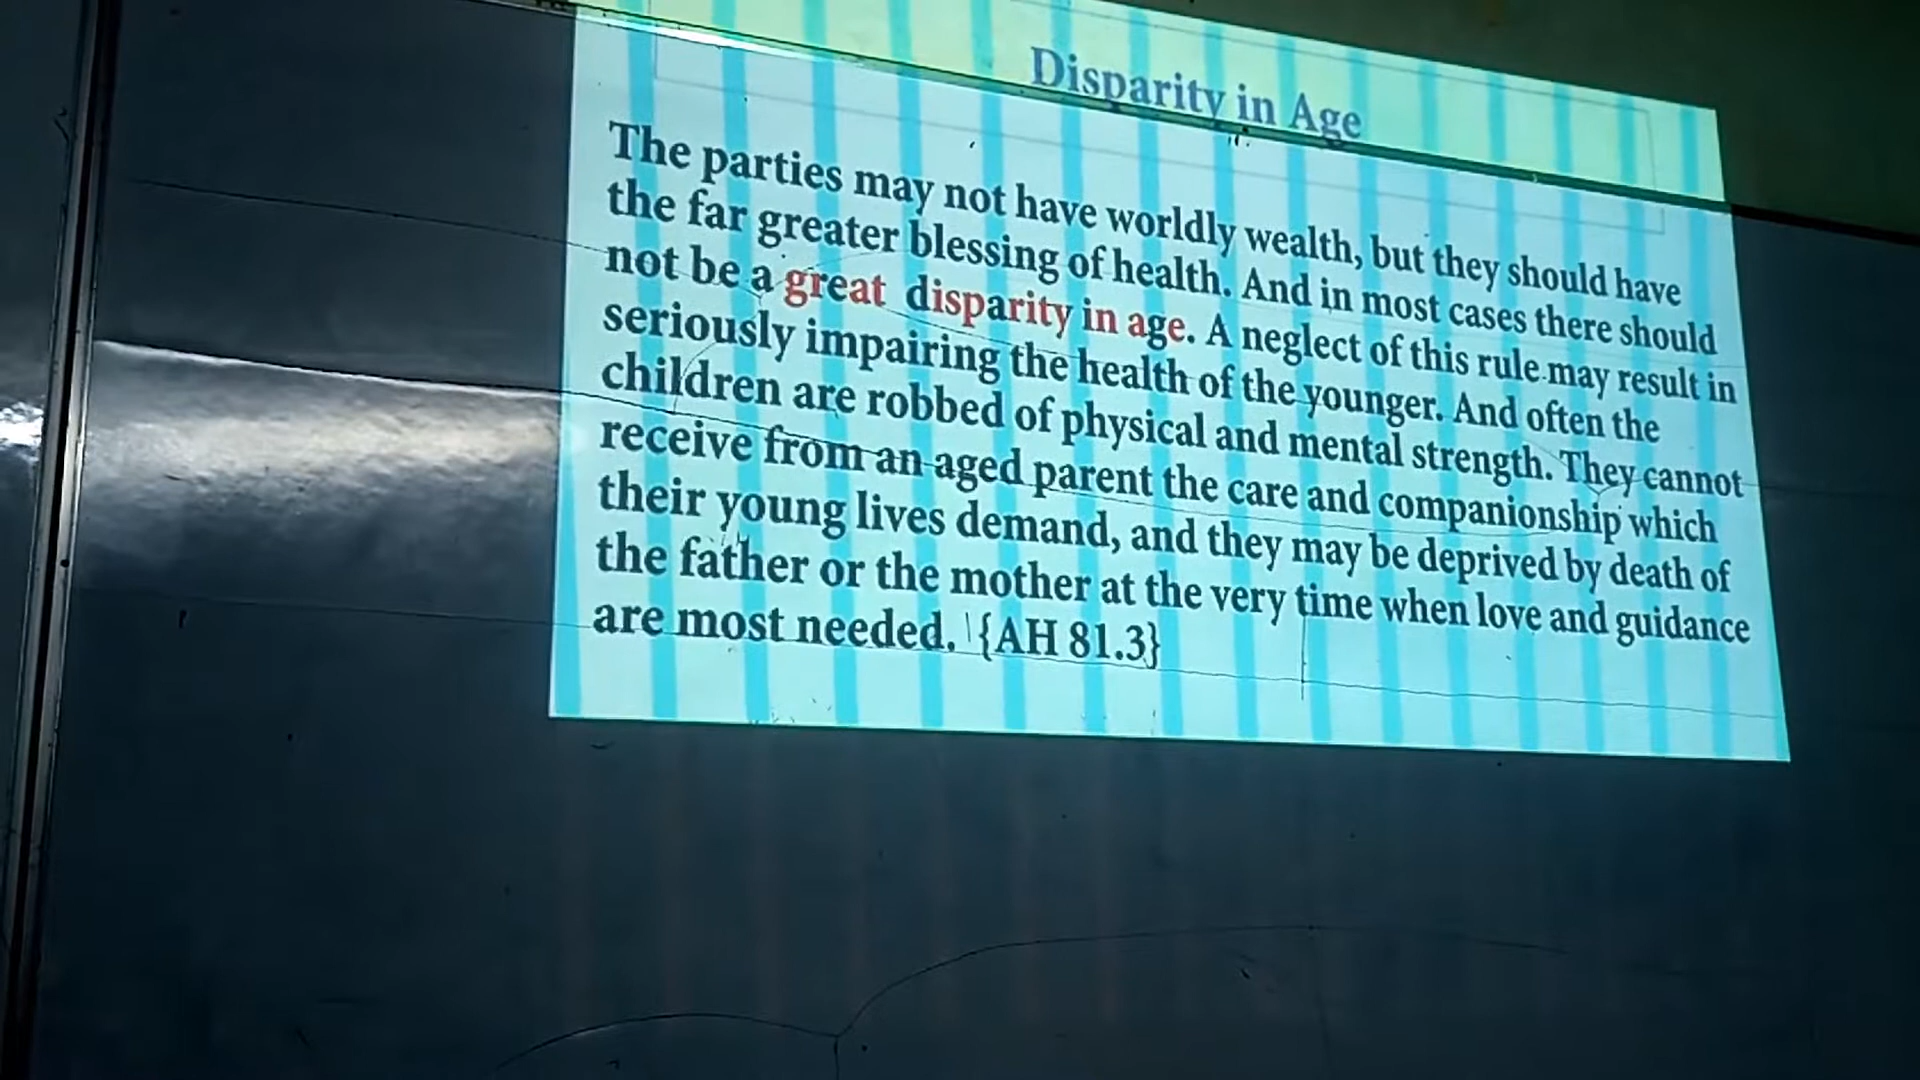 Disparity in Age
The parties may not have worldly wealth, but they should have
the far greater blessing of health. And in most cases there should
not be a great disparity in age. A neglect of this rule may result in
seriously impairing the health of the younger. And often the
children are robbed of physical and mental strength. They cannot
receive from an aged parent the care and companionship which
their young lives demand, and they may be deprived by death of
the father or the mother at the very time when love and guidance
are most needed. {AH 81.3}